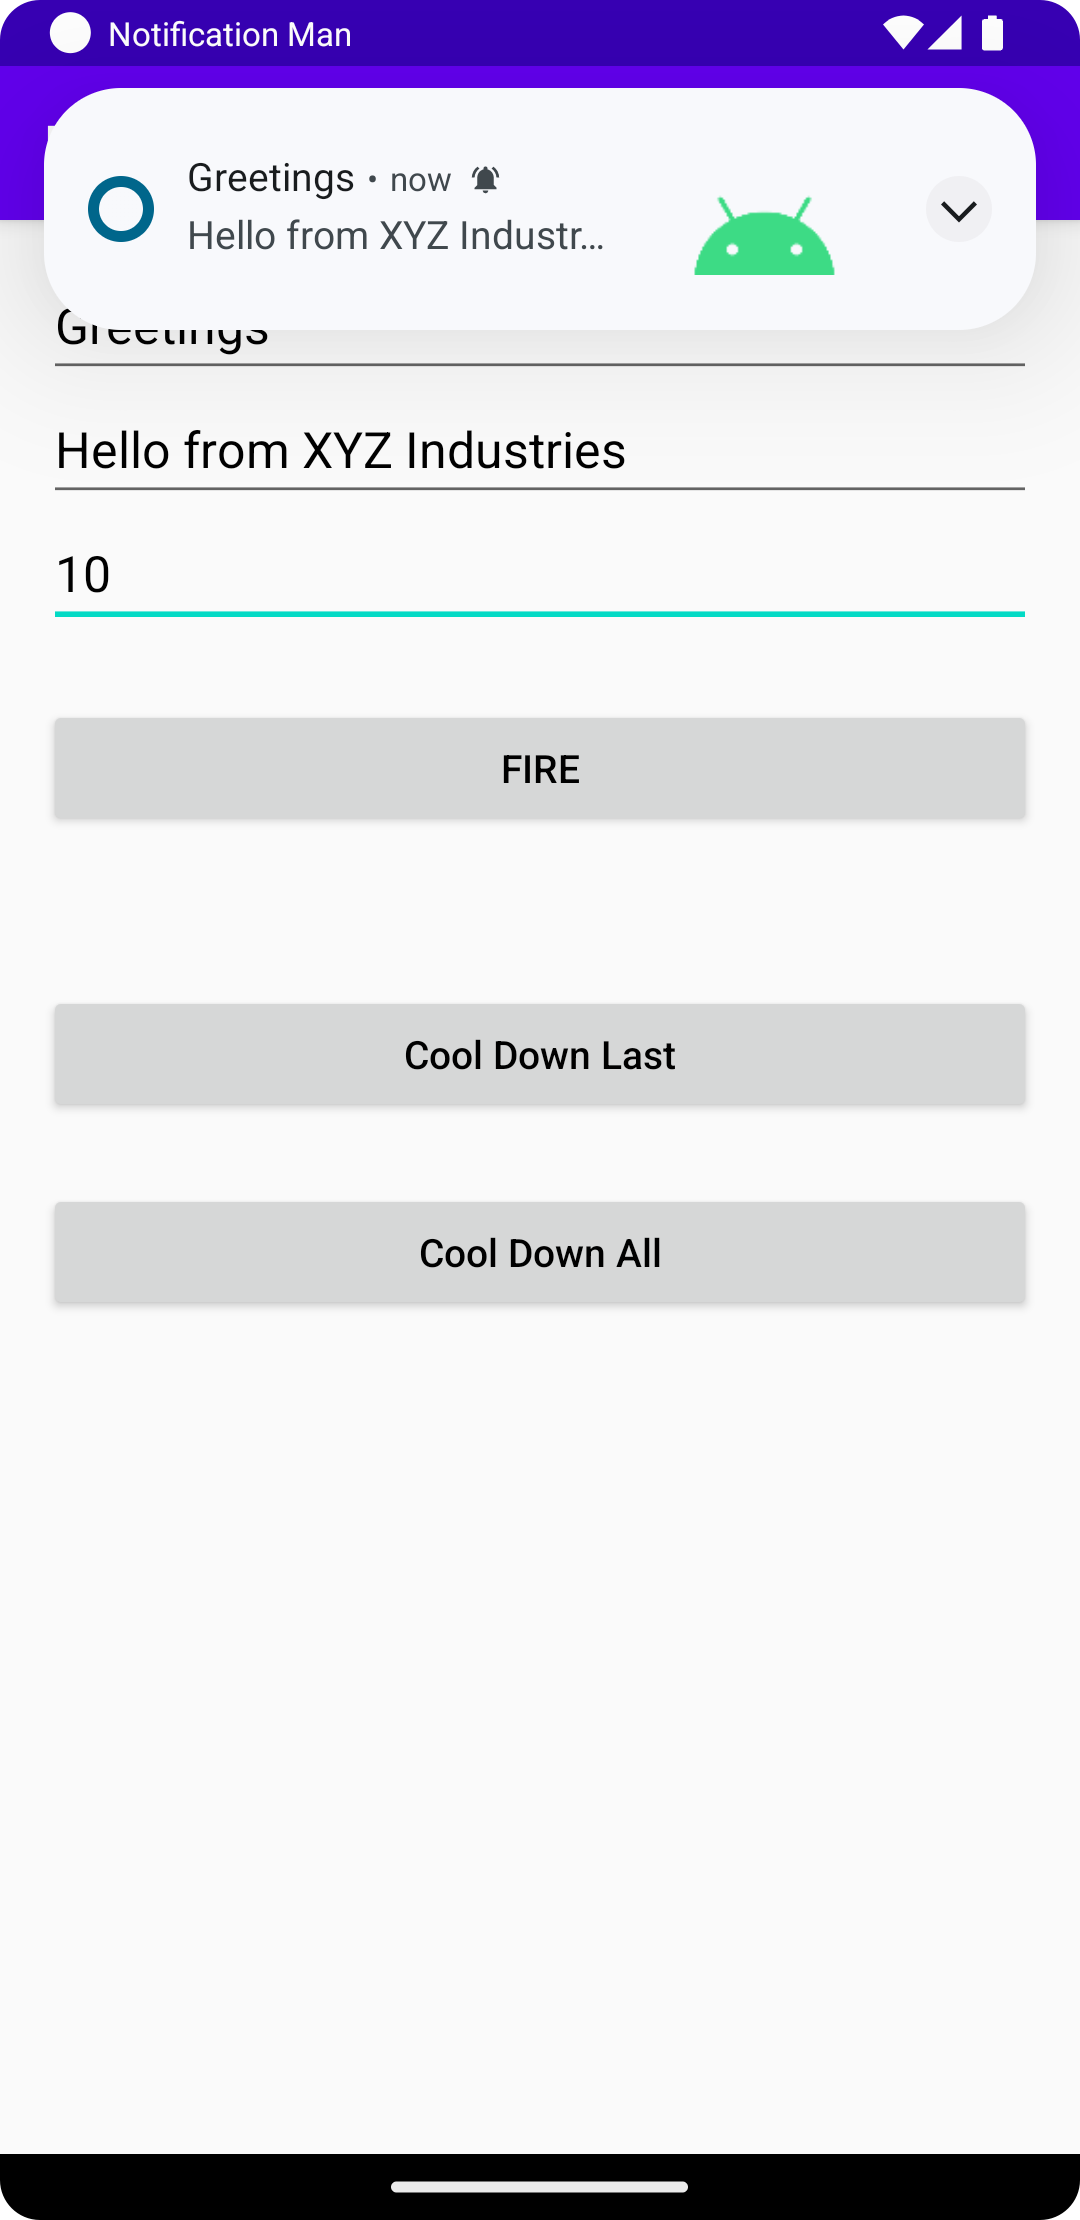 Notification Man
Greetings • now
Hello from XYZ Industr...
Greetings
Hello from XYZ Industries
10
FIRE
Cool Down Last
Cool Down All